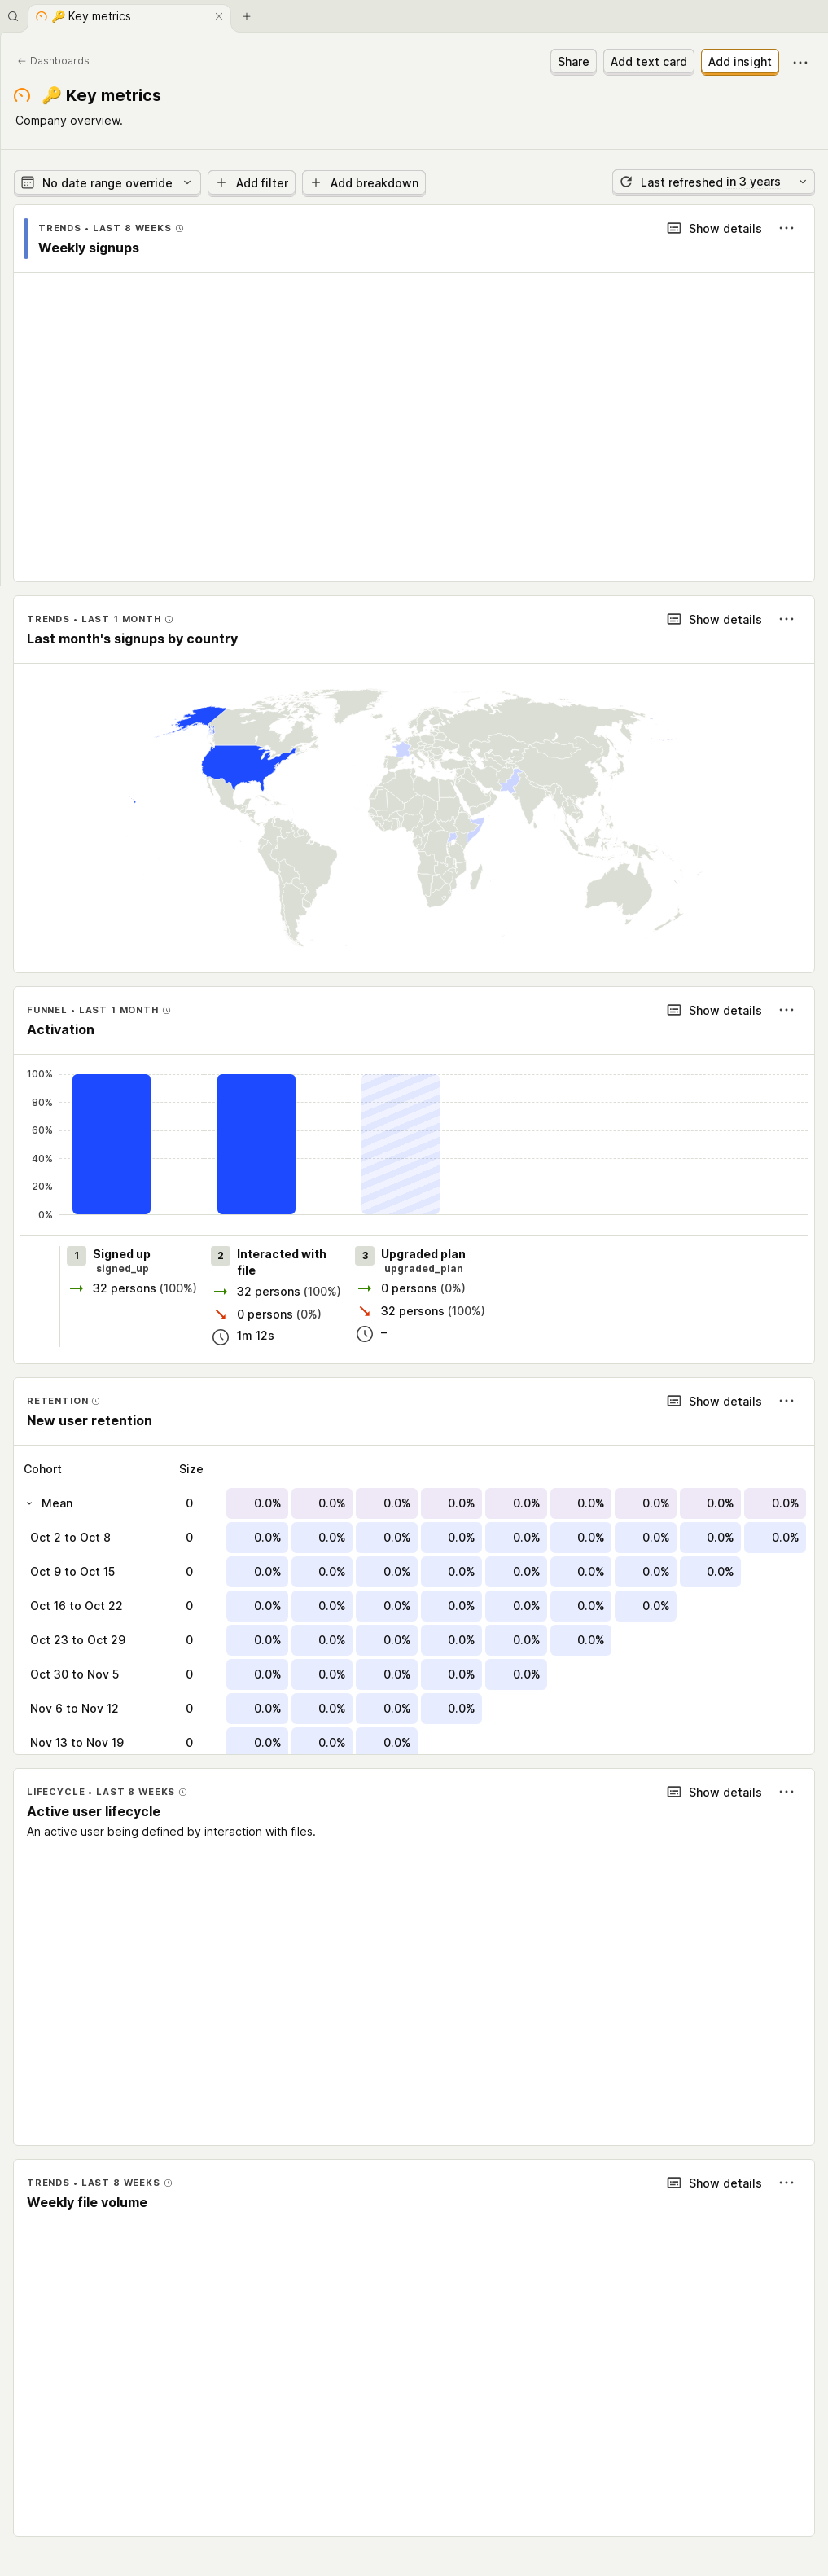 🔑 Key metrics
Dashboards
Share
Add text card
Add insight
🔑 Key metrics
Company overview.
No date range override
Add filter
Add breakdown
Last refreshed in 3 years
TRENDS • LAST 8 WEEKS
Show details
Weekly signups
TRENDS • LAST 1 MONTH
Show details
Last month's signups by country
FUNNEL • LAST 1 MONTH
Show details
Activation
100%
80%
60%
40%
20%
0%
1 Signed up
signed_up
32 persons (100%)
2 Interacted with
file
32 persons (100%)
0 persons (0%)
1m 12s
3 Upgraded plan
upgraded_plan
0 persons (0%)
32 persons (100%)
–
RETENTION
Show details
New user retention
Cohort Size
Mean 0 0.0% 0.0% 0.0% 0.0% 0.0% 0.0% 0.0% 0.0% 0.0%
Oct 2 to Oct 8 0 0.0% 0.0% 0.0% 0.0% 0.0% 0.0% 0.0% 0.0% 0.0%
Oct 9 to Oct 15 0 0.0% 0.0% 0.0% 0.0% 0.0% 0.0% 0.0% 0.0%
Oct 16 to Oct 22 0 0.0% 0.0% 0.0% 0.0% 0.0% 0.0% 0.0%
Oct 23 to Oct 29 0 0.0% 0.0% 0.0% 0.0% 0.0% 0.0%
Oct 30 to Nov 5 0 0.0% 0.0% 0.0% 0.0% 0.0%
Nov 6 to Nov 12 0 0.0% 0.0% 0.0% 0.0%
Nov 13 to Nov 19 0 0.0% 0.0% 0.0%
LIFECYCLE • LAST 8 WEEKS
Show details
Active user lifecycle
An active user being defined by interaction with files.
TRENDS • LAST 8 WEEKS
Show details
Weekly file volume